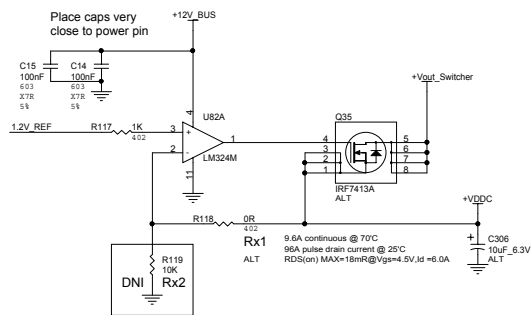 Place caps very
close to power pin
+12V_BUS
C15
100nF
603
X7R
5%
C14
100nF
603
X7R
5%
+Vout_Switcher
U82A
Q35
1.2V_REF
R117
1K
402
3
+
2
-
4
11
1
LM324M
4
3
2
1
5
6
7
8
IRF7413A
ALT
+VDDC
R118
0R
402
Rx1
ALT
9.6A continuous @ 70'C
96A pulse drain current @ 25'C
RDS(on) MAX=18mR@Vgs=4.5V,Id =6.0A
+
C306
10uF_6.3V
ALT
R119
10K
DNI
Rx2